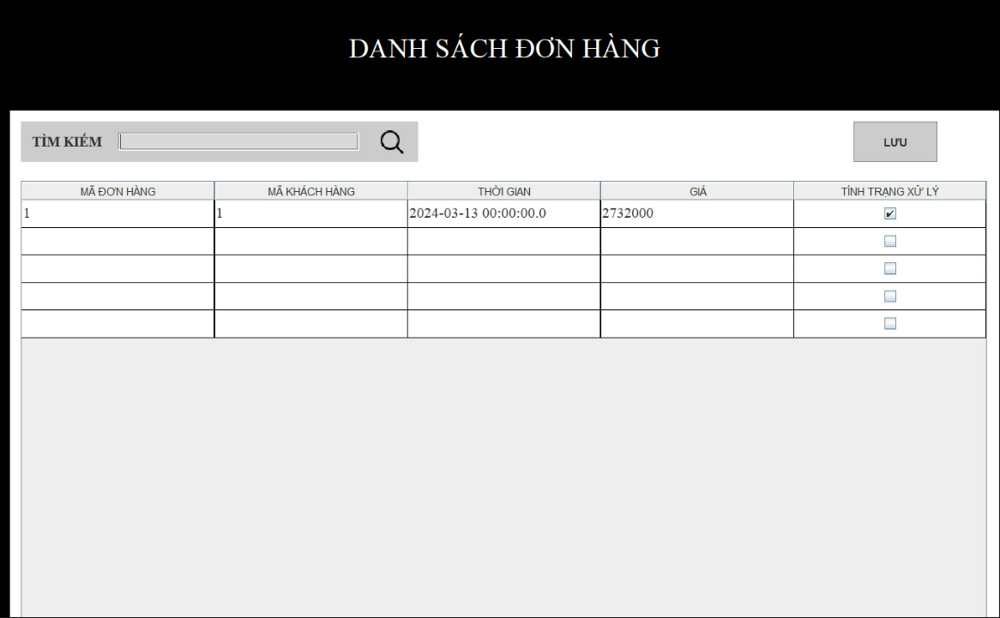 DANH SÁCH ĐƠN HÀNG
TÌM KIẾM
LƯU
MÃ ĐƠN HÀNG MÃ KHÁCH HÀNG THỜI GIAN GIÁ TÌNH TRẠNG XỬ LÝ
1 1 2024-03-13 00:00:00.0 2732000